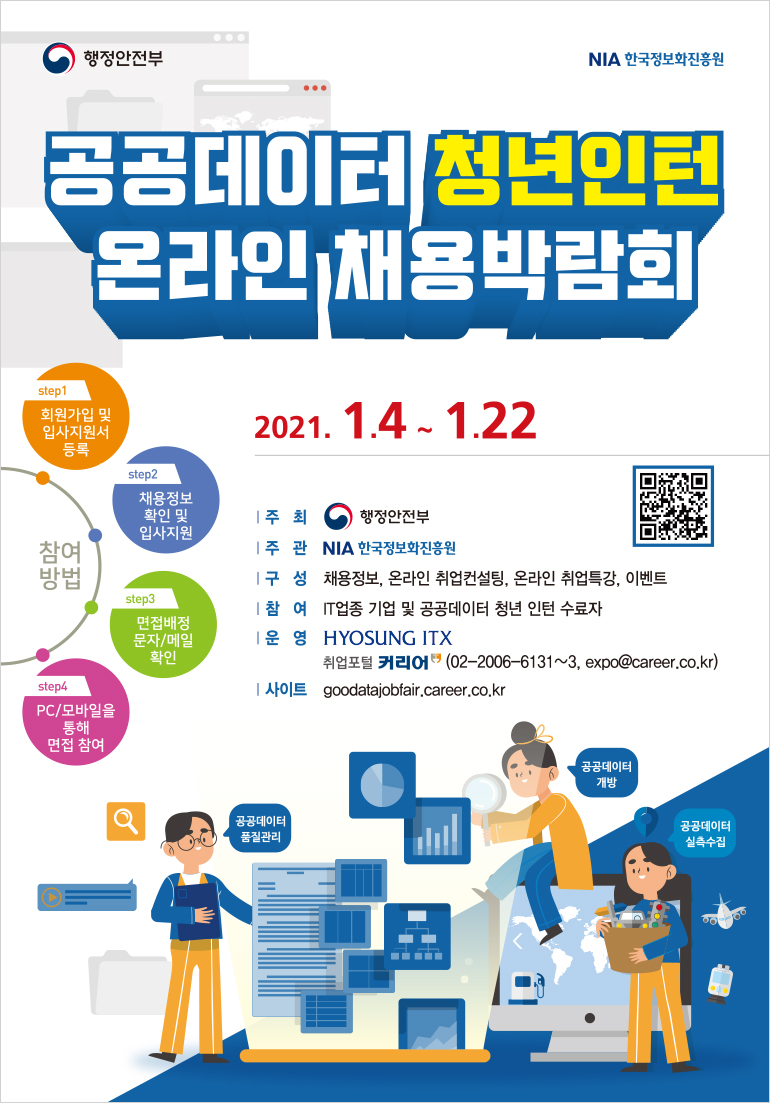 행정안전부
NIA 한국정보화진흥원
공공데이터 청년인턴
온라인 채용박람회
2021. 1.4 ~ 1.22
참여
방법
step1
회원가입 및
입사지원서
등록
step2
채용정보
확인 및
입사지원
step3
면접배정
문자/메일
확인
step4
PC/모바일을
통해
면접 참여
주 최 행정안전부
주 관 NIA 한국정보화진흥원
구 성 채용정보, 온라인 취업컨설팅, 온라인 취업특강, 이벤트
참 여 IT업종 기업 및 공공데이터 청년 인턴 수료자
운 영 HYOSUNG ITX
취업포털 커리어 (02-2006-6131~3, expo@career.co.kr)
사이트 goodatajobfair.career.co.kr
공공데이터
개방
공공데이터
품질관리
공공데이터
실측수집